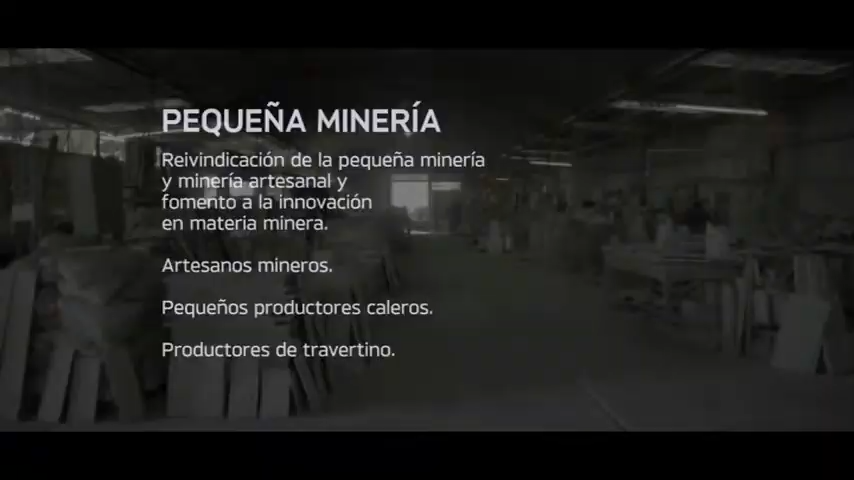 PEQUEÑA MINERÍA
Reivindicación de la pequeña minería
y minería artesanal y
fomento a la innovación
en materia minera.
Artesanos mineros.
Pequeños productores caleros.
Productores de travertino.